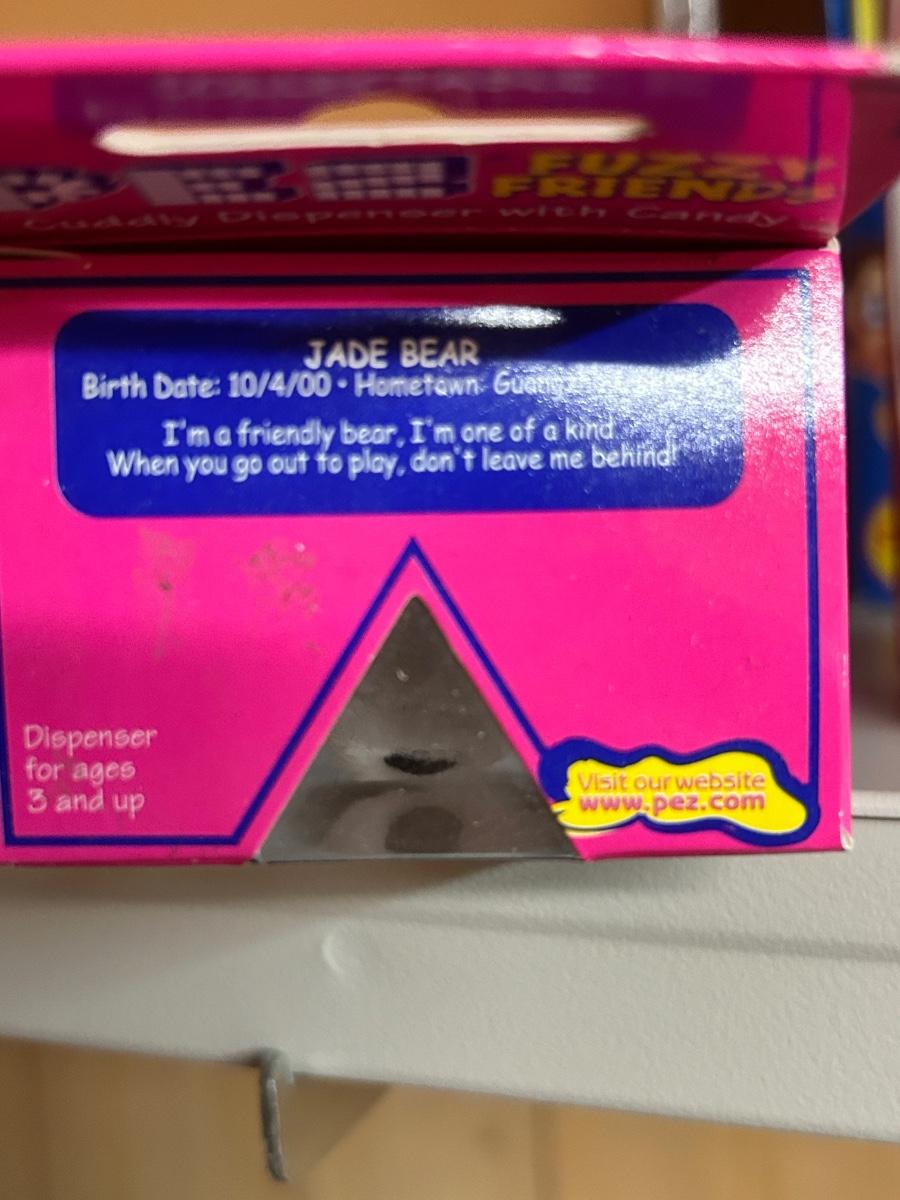 PEZ FUZZY
FRIENDS
Cuddly Dispenser with Candy
JADE BEAR
Birth Date: 10/4/00 • Hometown:
I'm a friendly bear, I'm one of a kind
When you go out to play, don't leave me behind!
Dispenser
for ages
3 and up
Visit our website
www.pez.com